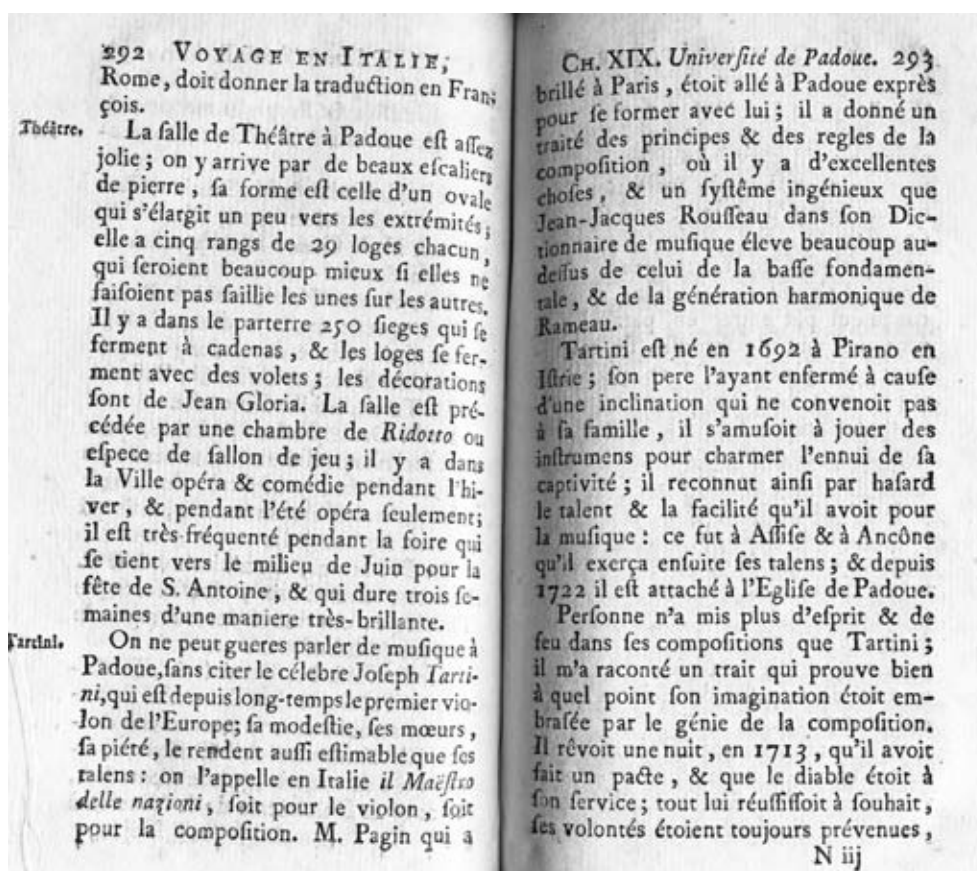 292 VOYAGE EN ITALIE,
Rome, doit donner la traduction en Fran-
çois.
Théâtre.
La ſalle de Théâtre à Padoue eſt aſſez
jolie ; on y arrive par de beaux eſcaliers
de pierre, ſa forme eſt celle d'un ovale
qui s'élargit un peu vers les extrémités ;
elle a cinq rangs de 29 loges chacun,
qui ſeroient beaucoup mieux ſi elles ne
faiſoient pas ſaillie les unes ſur les autres.
Il y a dans le parterre 250 ſieges qui ſe
ferment à cadenas, & les loges ſe fer-
ment avec des volets ; les décorations
ſont de Jean Gloria. La ſalle eſt pré-
cédée par une chambre de Ridotto ou
eſpece de ſallon de jeu ; il y a dans
la Ville opéra & comédie pendant l'hi-
ver, & pendant l'été opéra ſeulement ;
il eſt très-fréquenté pendant la foire qui
ſe tient vers le milieu de Juin pour la
fête de S. Antoine, & qui dure trois ſe-
maines d'une maniere très-brillante.
Tartini.
On ne peut gueres parler de muſique à
Padoue, ſans citer le célebre Joſeph Tarti-
ni, qui eſt depuis long-temps le premier vio-
lon de l'Europe; ſa modeſtie, ſes mœurs,
ſa piété, le rendent auſſi eſtimable que ſes
talens : on l'appelle en Italie il Maëſtro
delle nazioni, ſoit pour le violon, ſoit
pour la compoſition. M. Pagin qui a
CH. XIX. Univerſité de Padoue. 293
brillé à Paris, étoit allé à Padoue exprès
pour ſe former avec lui ; il a donné un
traité des principes & des regles de la
compoſition, où il y a d'excellentes
choſes, & un ſyſtême ingénieux que
Jean-Jacques Rouſſeau dans ſon Dic-
tionnaire de muſique éleve beaucoup au-
deſſus de celui de la baſſe fondamen-
tale, & de la génération harmonique de
Rameau.
Tartini eſt né en 1692 à Pirano en
Iſtrie ; ſon pere l'ayant enfermé à cauſe
d'une inclination qui ne convenoit pas
à ſa famille, il s'amuſoit à jouer des
inſtrumens pour charmer l'ennui de ſa
captivité ; il reconnut ainſi par haſard
le talent & la facilité qu'il avoit pour
la muſique : ce fut à Aſſiſe & à Ancône
qu'il exerça enſuite ſes talens ; & depuis
1722 il eſt attaché à l'Egliſe de Padoue.
Perſonne n'a mis plus d'eſprit & de
feu dans ſes compoſitions que Tartini ;
il m'a raconté un trait qui prouve bien
à quel point ſon imagination étoit em-
braſée par le génie de la compoſition.
Il rêvoit une nuit, en 1713, qu'il avoit
fait un pacte, & que le diable étoit à
ſon ſervice ; tout lui réuſſiſſoit à ſouhait,
ſes volontés étoient toujours prévenues,
N iij